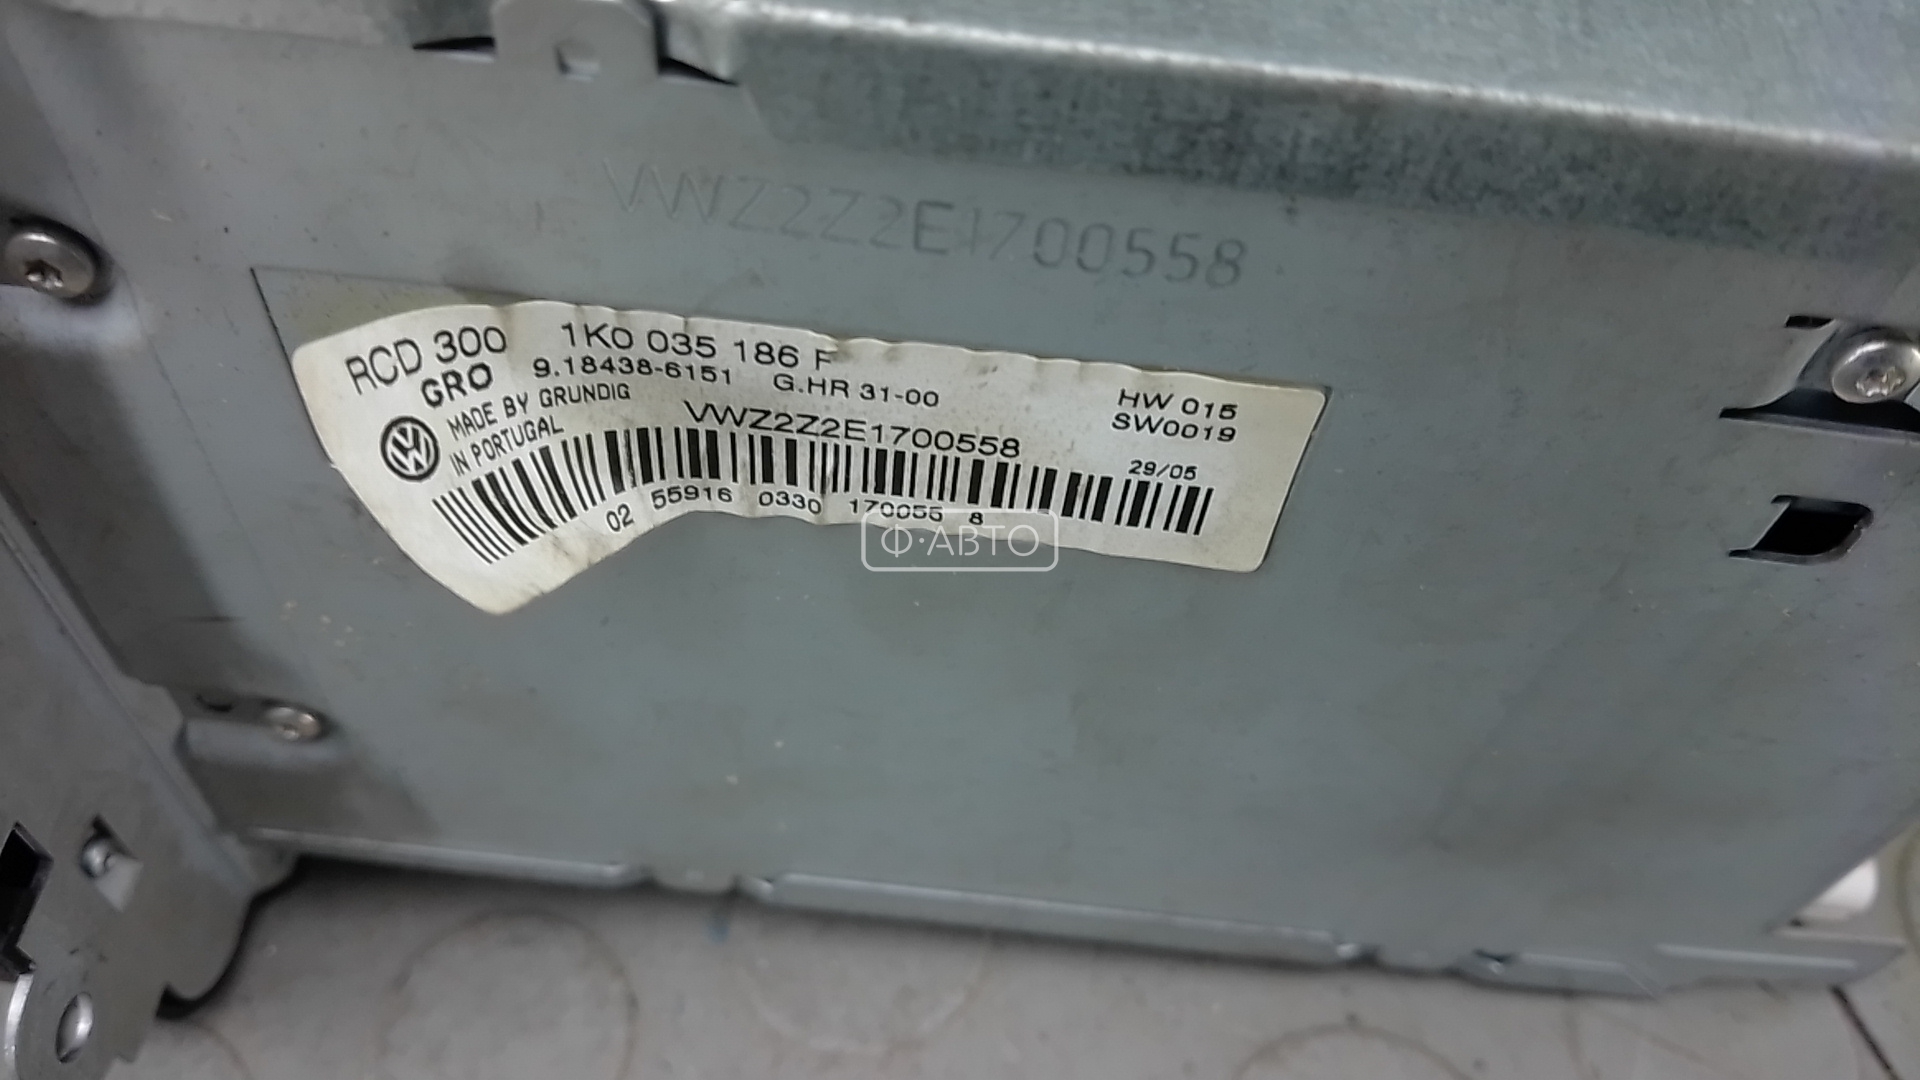 VWZ2Z2E1700558
RCD 300 1K0 035 186 F
GRO 9.18438-6151 G.HR 31-00 HW 015
MADE BY GRUNDIG SW0019
IN PORTUGAL VWZ2Z2E1700558
29/05
02 55916 0330 170055 8
Ф·АВТО